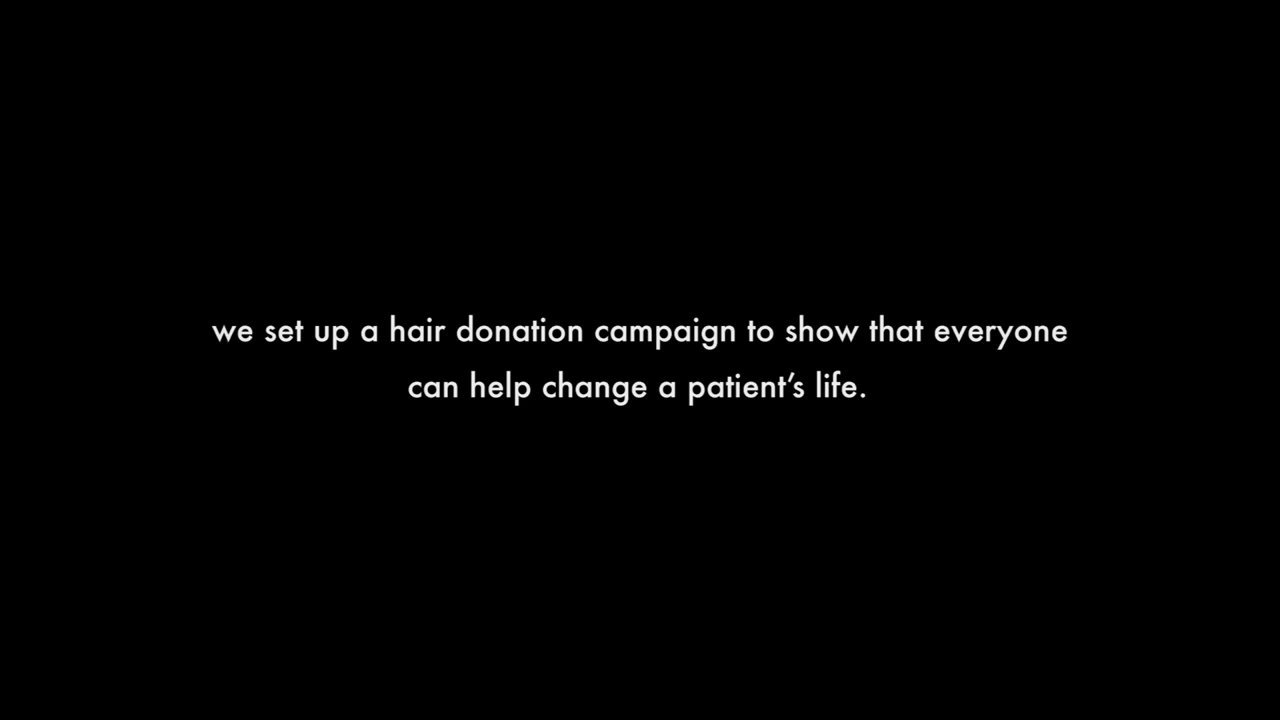 we set up a hair donation campaign to show that everyone
can help change a patient’s life.